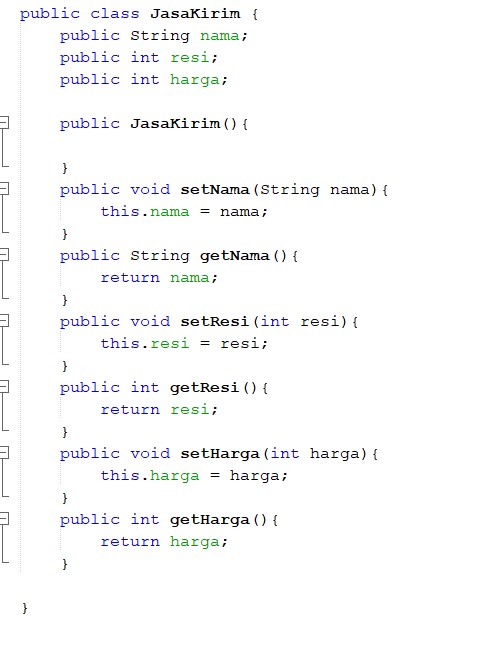 public class JasaKirim {
public String nama;
public int resi;
public int harga;
public JasaKirim(){
}
public void setNama(String nama){
this.nama = nama;
}
public String getNama(){
return nama;
}
public void setResi(int resi){
this.resi = resi;
}
public int getResi(){
return resi;
}
public void setHarga(int harga){
this.harga = harga;
}
public int getHarga(){
return harga;
}
}